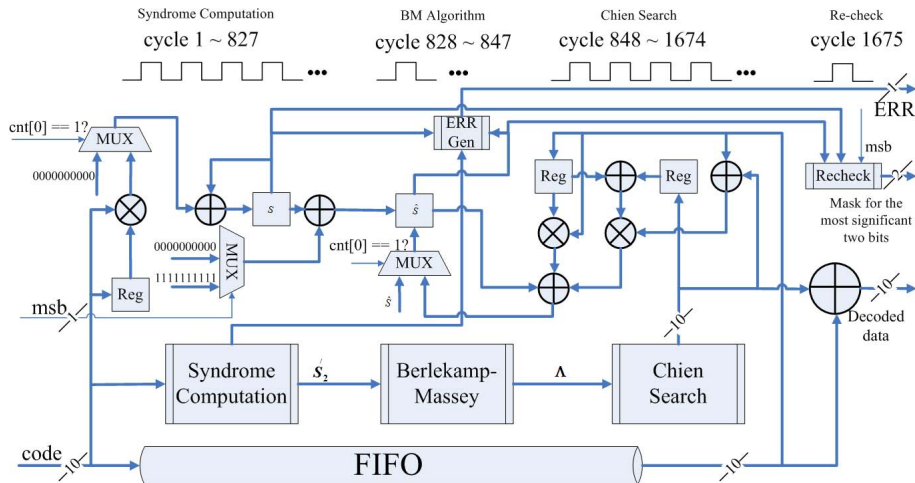 Syndrome Computation
BM Algorithm
Chien Search
Re-check
cycle 1 ~ 827
cycle 828 ~ 847
cycle 848 ~ 1674
cycle 1675
•••
•••
•••
1
ERR
cnt[0] == 1?
MUX
ERR
Gen
msb
0000000000
Reg
Reg
s
ŝ
Recheck
2
Mask for the
most significant
two bits
0000000000
MUX
cnt[0] == 1?
MUX
1111111111
Reg
msb
1
ŝ
10
10
Decoded
data
Syndrome
Computation
Ś₂
Berlekamp-
Massey
Λ
Chien
Search
code
10
FIFO
10